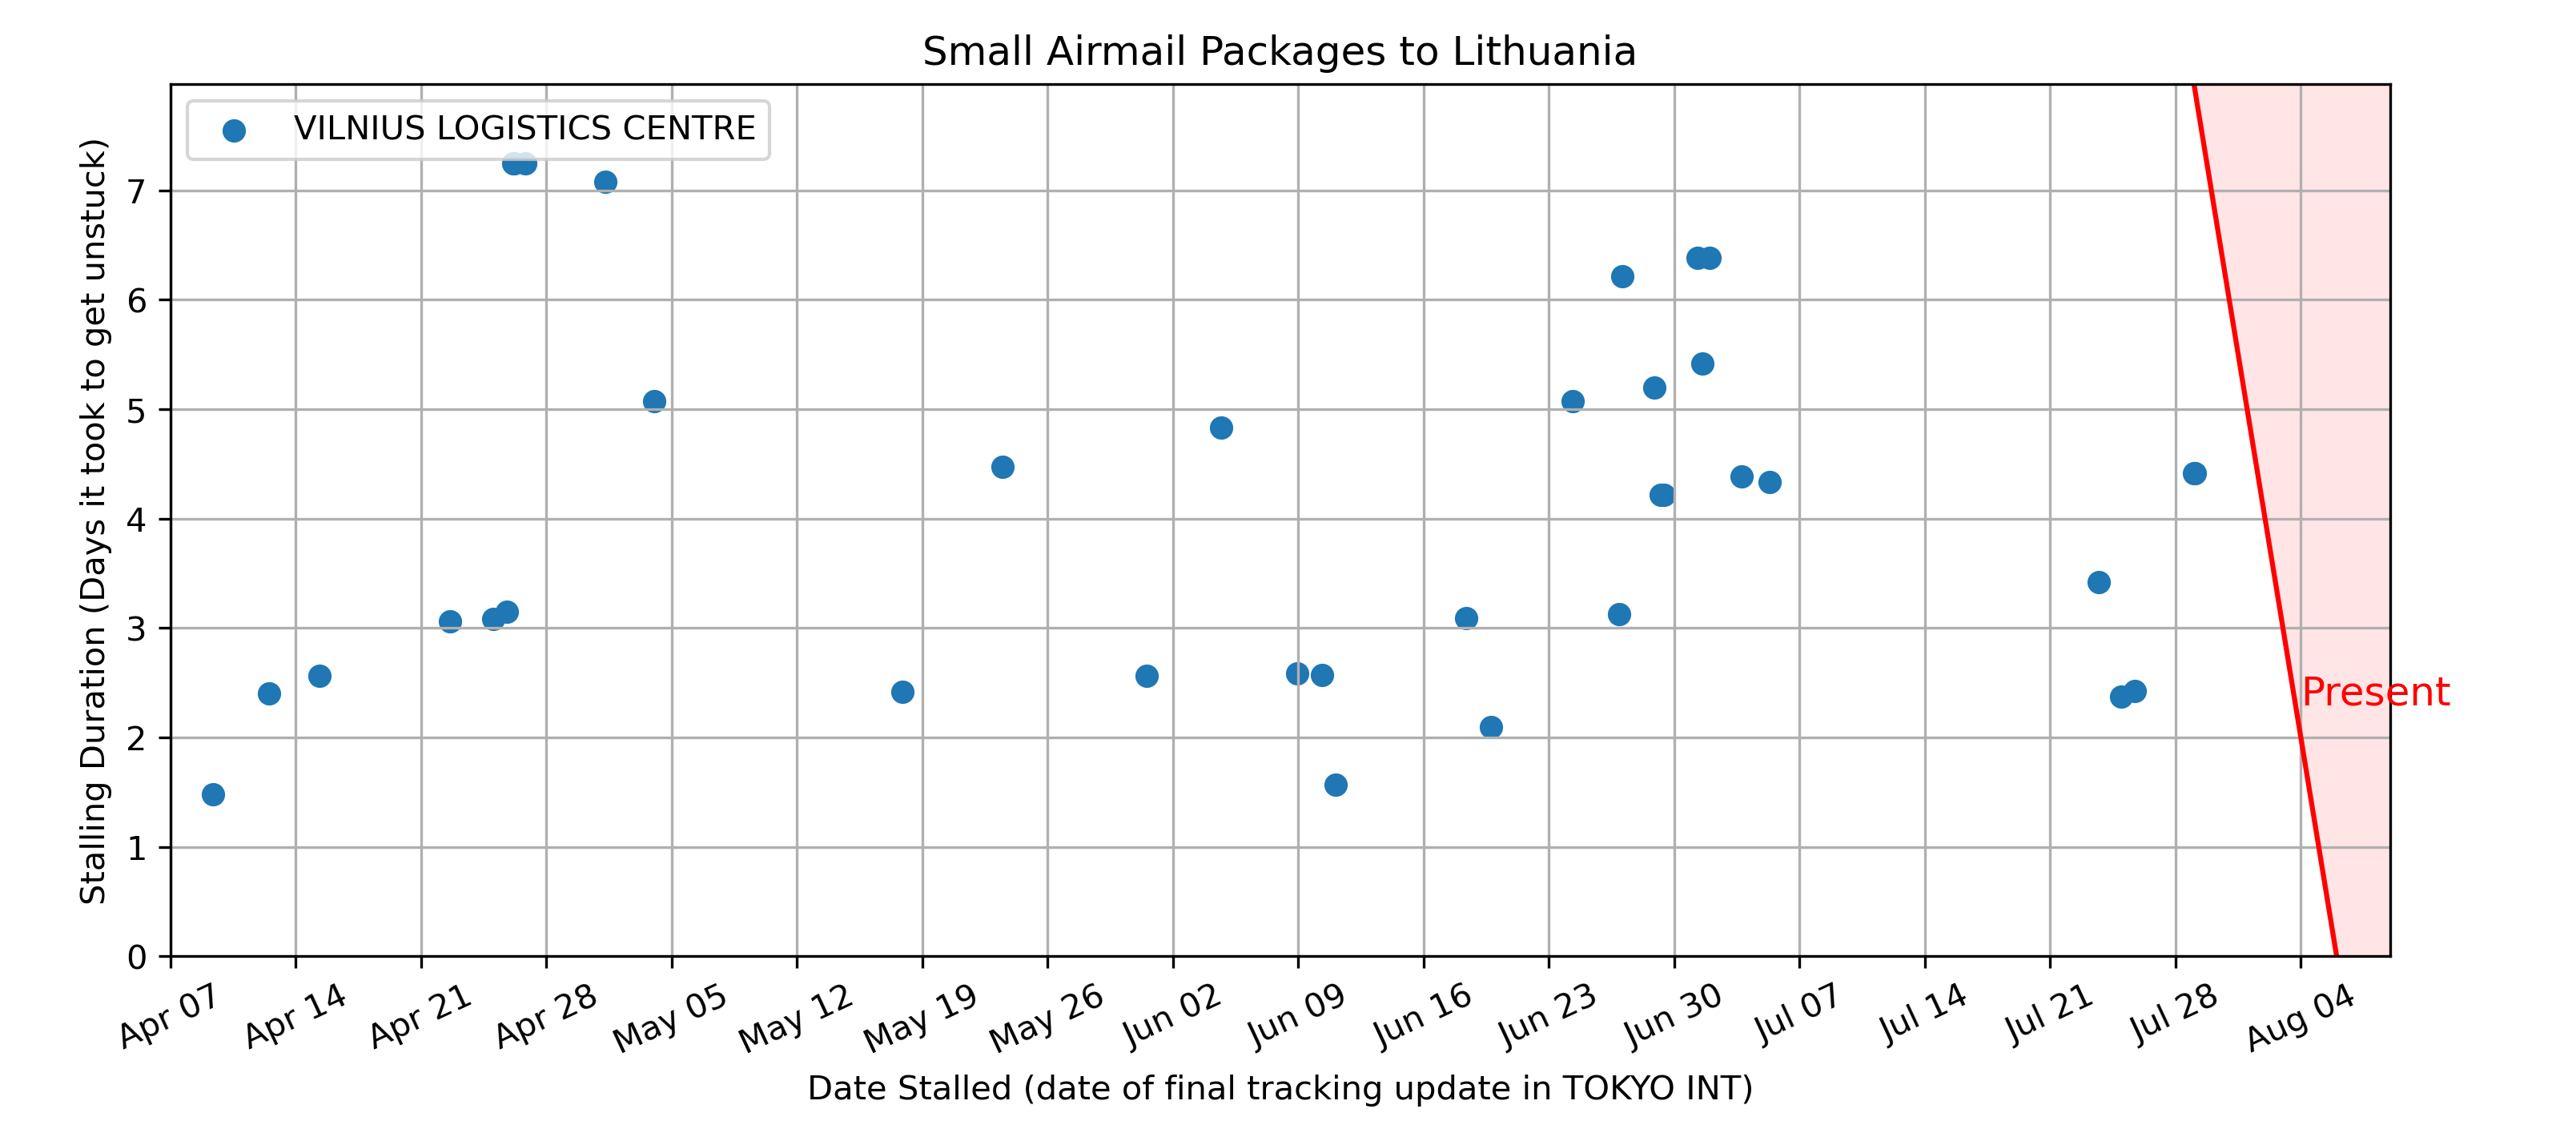 Small Airmail Packages to Lithuania
VILNIUS LOGISTICS CENTRE
Stalling Duration (Days it took to get unstuck)
7
6
5
4
3
2
1
0
Present
Apr 07
Apr 14
Apr 21
Apr 28
May 05
May 12
May 19
May 26
Jun 02
Jun 09
Jun 16
Jun 23
Jun 30
Jul 07
Jul 14
Jul 21
Jul 28
Aug 04
Date Stalled (date of final tracking update in TOKYO INT)